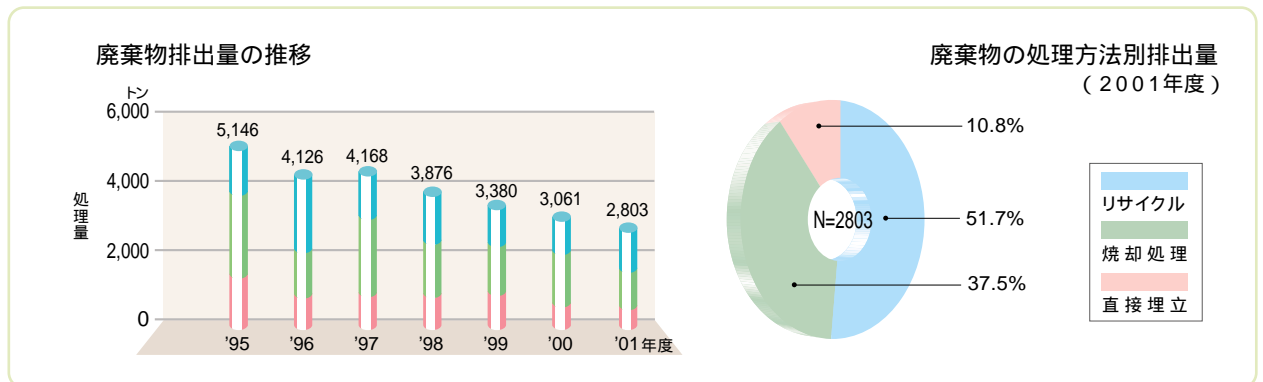 廃棄物排出量の推移
トン
6,000
4,000
2,000
0
処理量
5,146
4,126
4,168
3,876
3,380
3,061
2,803
'95
'96
'97
'98
'99
'00
'01年度
廃棄物の処理方法別排出量
(2001年度)
10.8%
51.7%
37.5%
N=2803
リサイクル
焼却処理
直接埋立